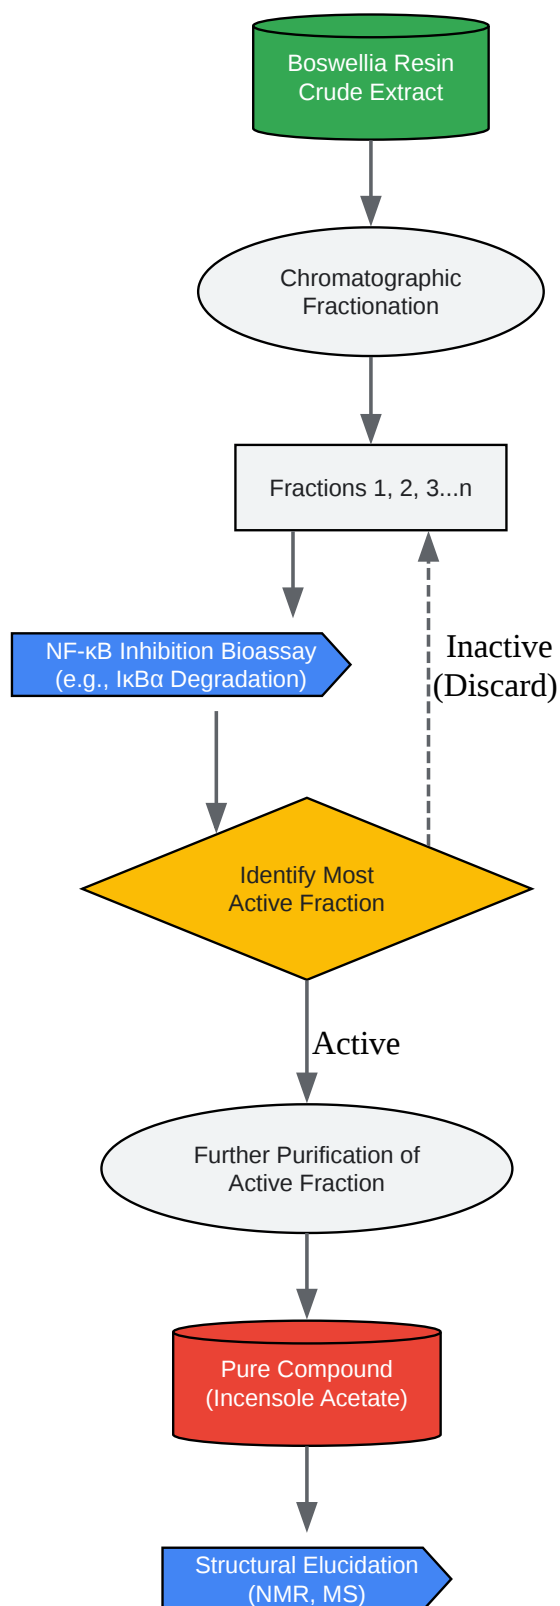 Boswellia Resin
Crude Extract
Chromatographic
Fractionation
Fractions 1, 2, 3...n
NF-κB Inhibition Bioassay
(e.g., IκBα Degradation)
Inactive
(Discard)
Identify Most
Active Fraction
Active
Further Purification of
Active Fraction
Pure Compound
(Incensole Acetate)
Structural Elucidation
(NMR, MS)